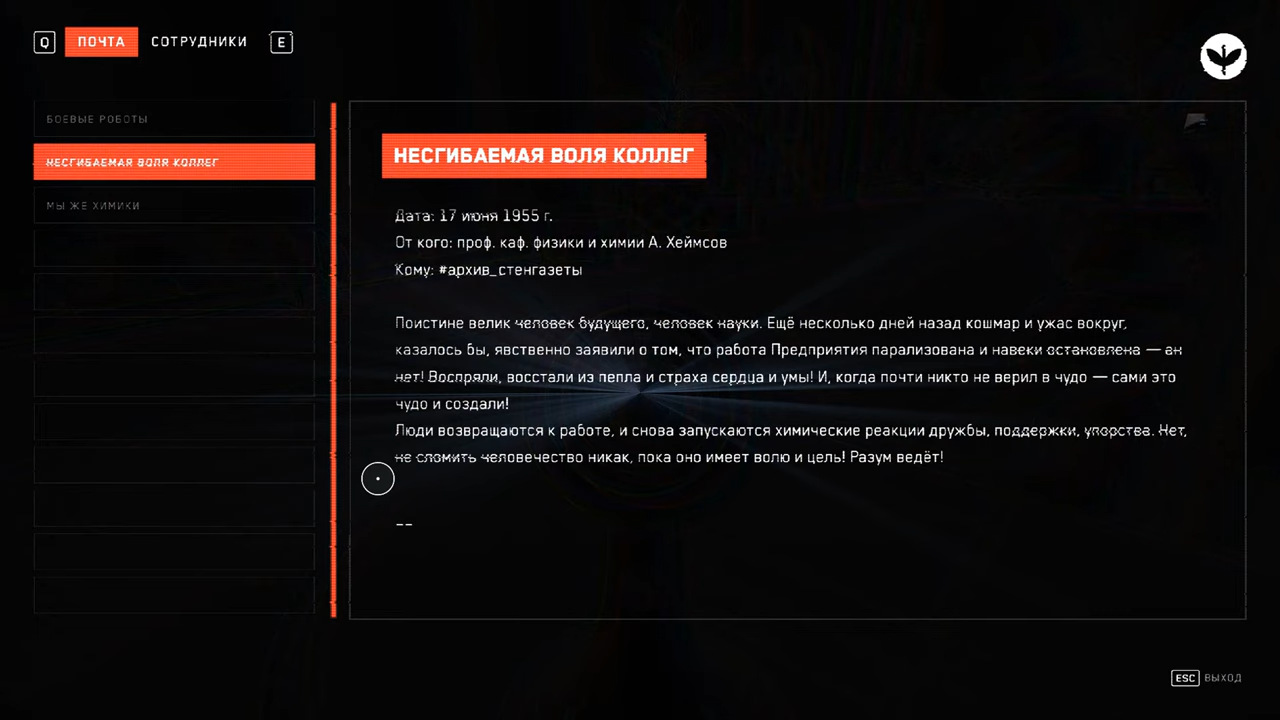 Q ПОЧТА СОТРУДНИКИ E
БОЕВЫЕ РОБОТЫ
НЕСГИБАЕМАЯ ВОЛЯ КОЛЛЕГ
МЫ ЖЕ ХИМИКИ
НЕСГИБАЕМАЯ ВОЛЯ КОЛЛЕГ
Дата: 17 июня 1955 г.
От кого: проф. каф. физики и химии А. Хеймсов
Кому: #архив_стенгазеты
Поистине велик человек будущего, человек науки. Ещё несколько дней назад кошмар и ужас вокруг,
казалось бы, явственно заявили о том, что работа Предприятия парализована и навеки остановлена — ан
нет! Воспряли, восстали из пепла и страха сердца и умы! И, когда почти никто не верил в чудо — сами это
чудо и создали!
Люди возвращаются к работе, и снова запускаются химические реакции дружбы, поддержки, упорства. Нет,
не сломить человечество никак, пока оно имеет волю и цель! Разум ведёт!
--
ESC ВЫХОД